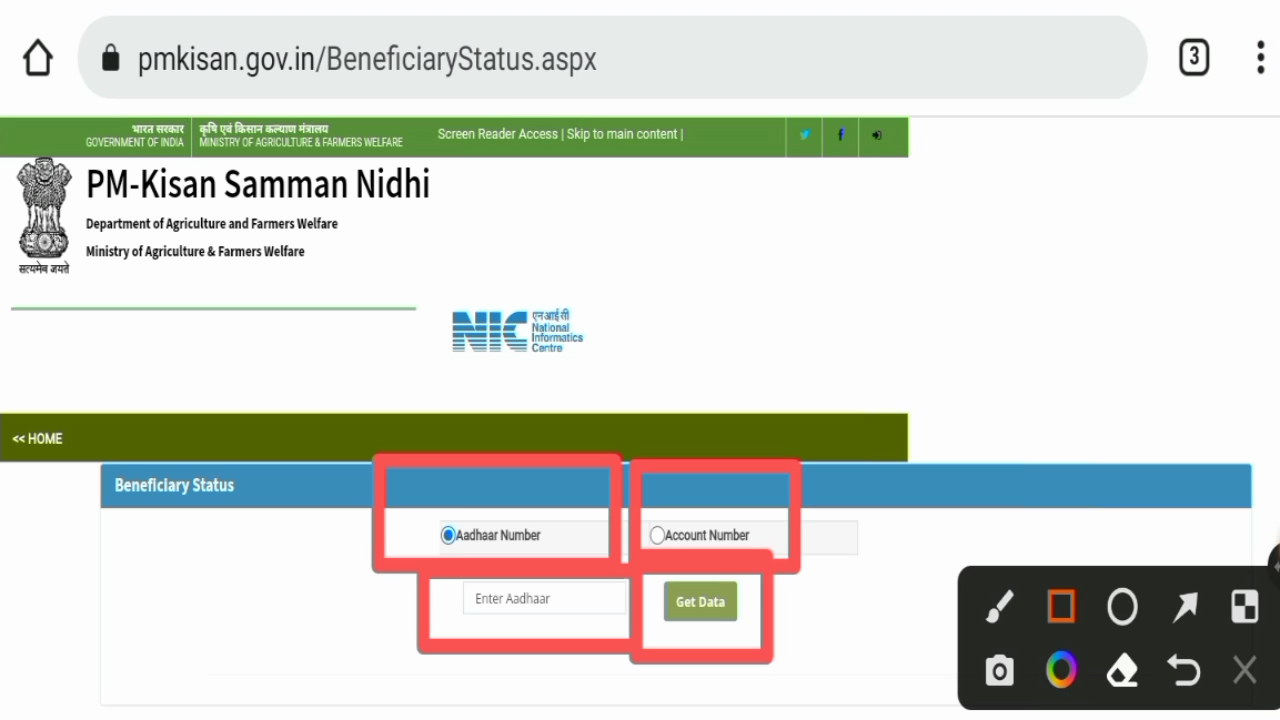 pmkisan.gov.in/BeneficiaryStatus.aspx
3
भारत सरकार
GOVERNMENT OF INDIA
कृषि एवं किसान कल्याण मंत्रालय
MINISTRY OF AGRICULTURE & FARMERS WELFARE
Screen Reader Access | Skip to main content |
PM-Kisan Samman Nidhi
Department of Agriculture and Farmers Welfare
Ministry of Agriculture & Farmers Welfare
सत्यमेव जयते
NIC
एन आई सी
National
Informatics
Centre
<< HOME
Beneficiary Status
Aadhaar Number
Account Number
Enter Aadhaar
Get Data